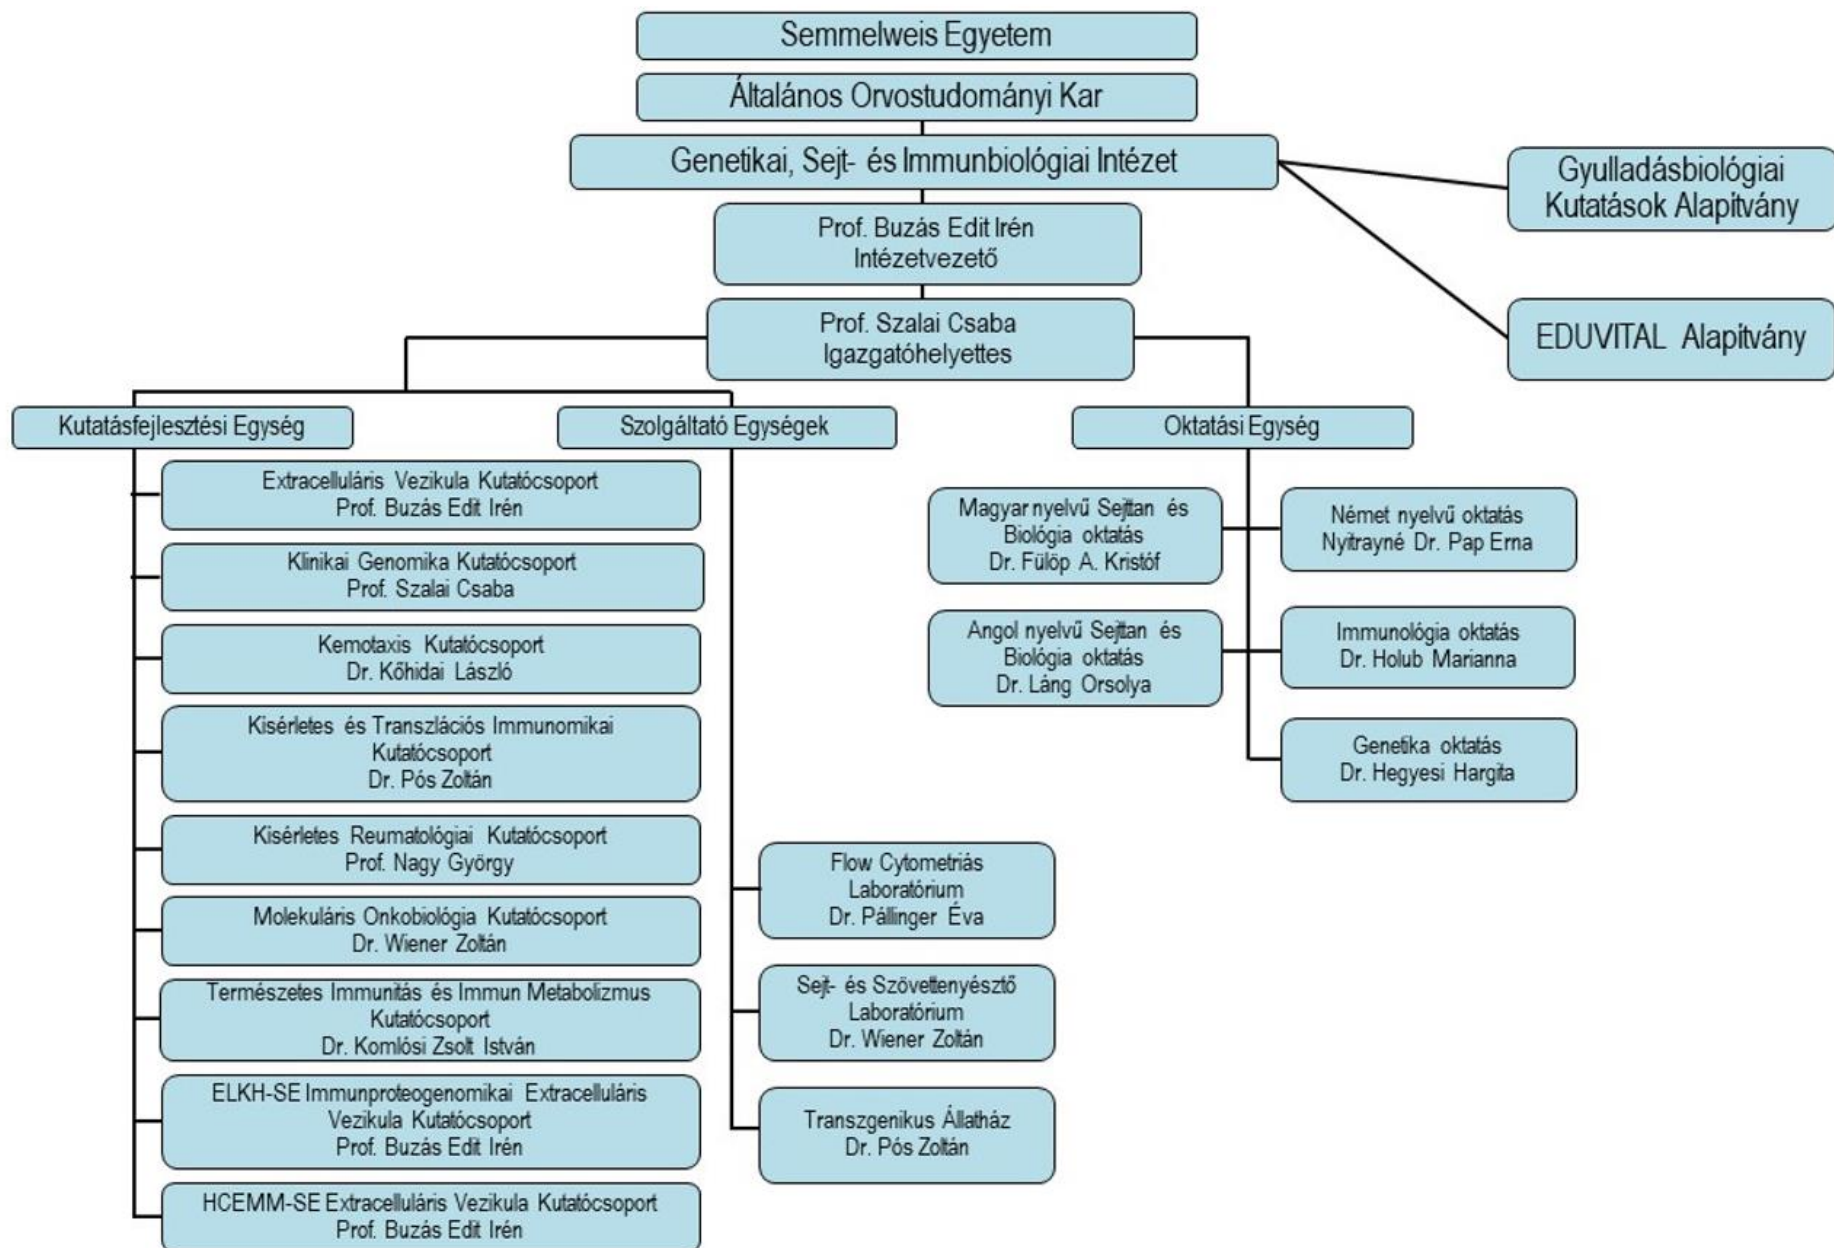 Semmelweis Egyetem
Általános Orvostudományi Kar
Genetikai, Sejt- és Immunbiológiai Intézet
Gyulladásbiológiai
Kutatások Alapítvány
Prof. Buzás Edit Irén
Intézetvezető
Prof. Szalai Csaba
Igazgatóhelyettes
EDUVITAL Alapítvány
Kutatásfejlesztési Egység
Szolgáltató Egységek
Oktatási Egység
Extracelluláris Vezikula Kutatócsoport
Prof. Buzás Edit Irén
Klinikai Genomika Kutatócsoport
Prof. Szalai Csaba
Kemotaxis Kutatócsoport
Dr. Kőhidai László
Kísérletes és Transzlációs Immunomikai
Kutatócsoport
Dr. Pós Zoltán
Kísérletes Reumatológiai Kutatócsoport
Prof. Nagy György
Molekuláris Onkobiológia Kutatócsoport
Dr. Wiener Zoltán
Természetes Immunitás és Immun Metabolizmus
Kutatócsoport
Dr. Komlósi Zsolt István
ELKH-SE Immunproteogenomikai Extracelluláris
Vezikula Kutatócsoport
Prof. Buzás Edit Irén
HCEMM-SE Extracelluláris Vezikula Kutatócsoport
Prof. Buzás Edit Irén
Flow Cytometriás
Laboratórium
Dr. Pállinger Éva
Sejt- és Szövettenyésztő
Laboratórium
Dr. Wiener Zoltán
Transzgenikus Állatház
Dr. Pós Zoltán
Magyar nyelvű Sejttan és
Biológia oktatás
Dr. Fülöp A. Kristóf
Német nyelvű oktatás
Nyitrayné Dr. Pap Erna
Angol nyelvű Sejttan és
Biológia oktatás
Dr. Láng Orsolya
Immunológia oktatás
Dr. Holub Marianna
Genetika oktatás
Dr. Hegyesi Hargita